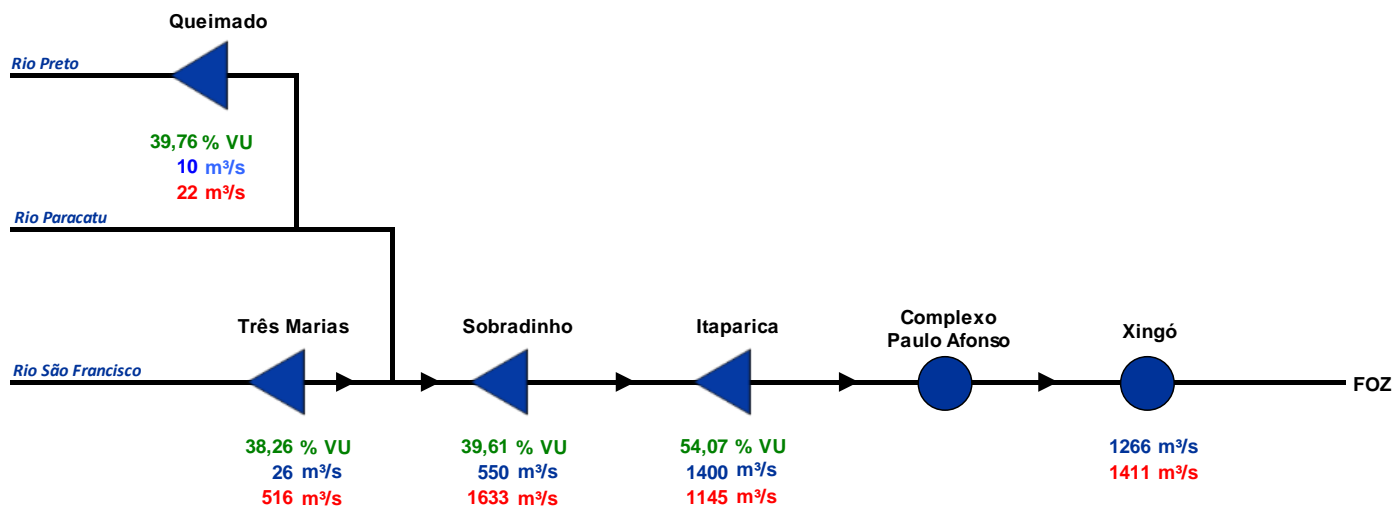 Queimado
Rio Preto
39,76 % VU
10 m³/s
22 m³/s
Rio Paracatu
Três Marias
Sobradinho
Itaparica
Complexo
Paulo Afonso
Xingó
Rio São Francisco
FOZ
38,26 % VU
26 m³/s
516 m³/s
39,61 % VU
550 m³/s
1633 m³/s
54,07 % VU
1400 m³/s
1145 m³/s
1266 m³/s
1411 m³/s